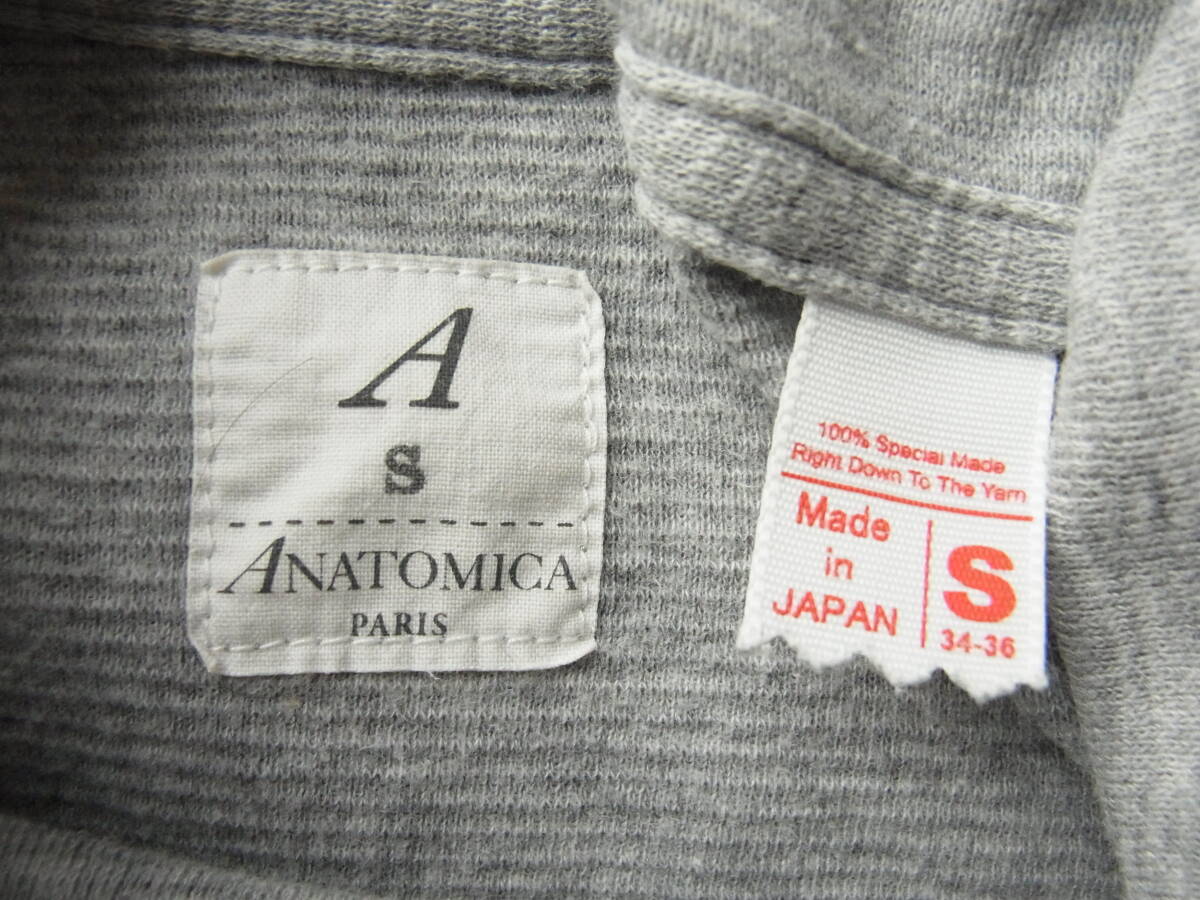 A
S
ANATOMICA
PARIS
100% Special Made
Right Down To The Yarn
Made
in
JAPAN
S
34-36